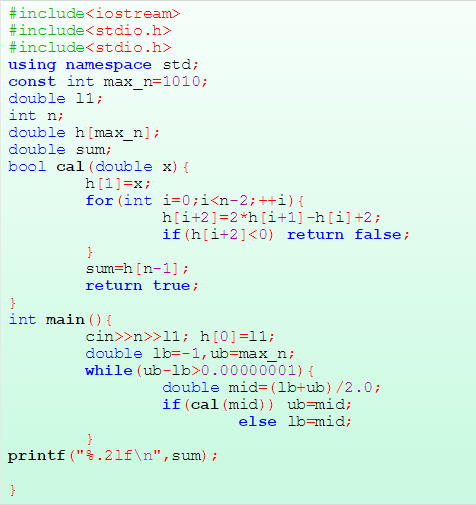 #include<iostream>
#include<stdio.h>
#include<stdio.h>
using namespace std;
const int max_n=1010;
double l1;
int n;
double h[max_n];
double sum;
bool cal(double x){
h[1]=x;
for(int i=0;i<n-2;++i){
h[i+2]=2*h[i+1]-h[i]+2;
if(h[i+2]<0) return false;
}
sum=h[n-1];
return true;
}
int main(){
cin>>n>>l1; h[0]=l1;
double lb=-1,ub=max_n;
while(ub-lb>0.00000001){
double mid=(lb+ub)/2.0;
if(cal(mid)) ub=mid;
else lb=mid;
}
printf("%.2lf\n",sum);
}